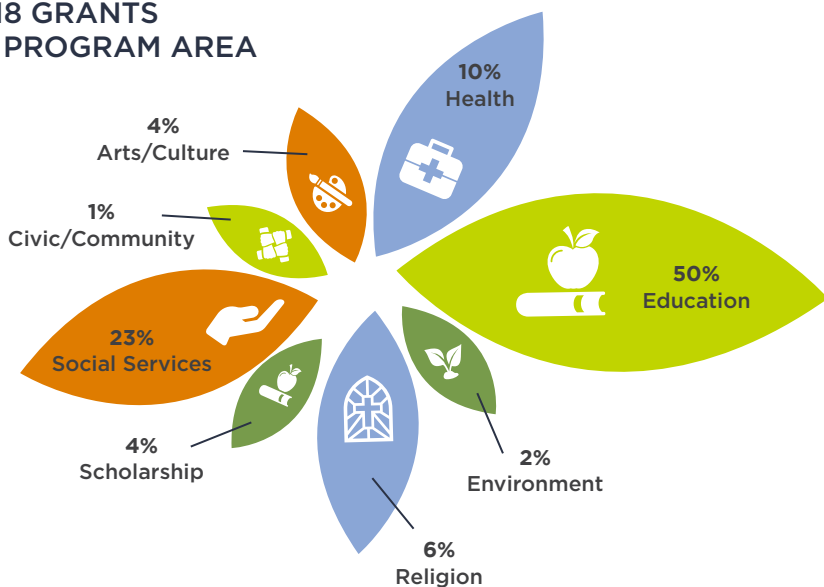 18 GRANTS
PROGRAM AREA
10%
Health
4%
Arts/Culture
1%
Civic/Community
50%
Education
23%
Social Services
4%
Scholarship
2%
Environment
6%
Religion